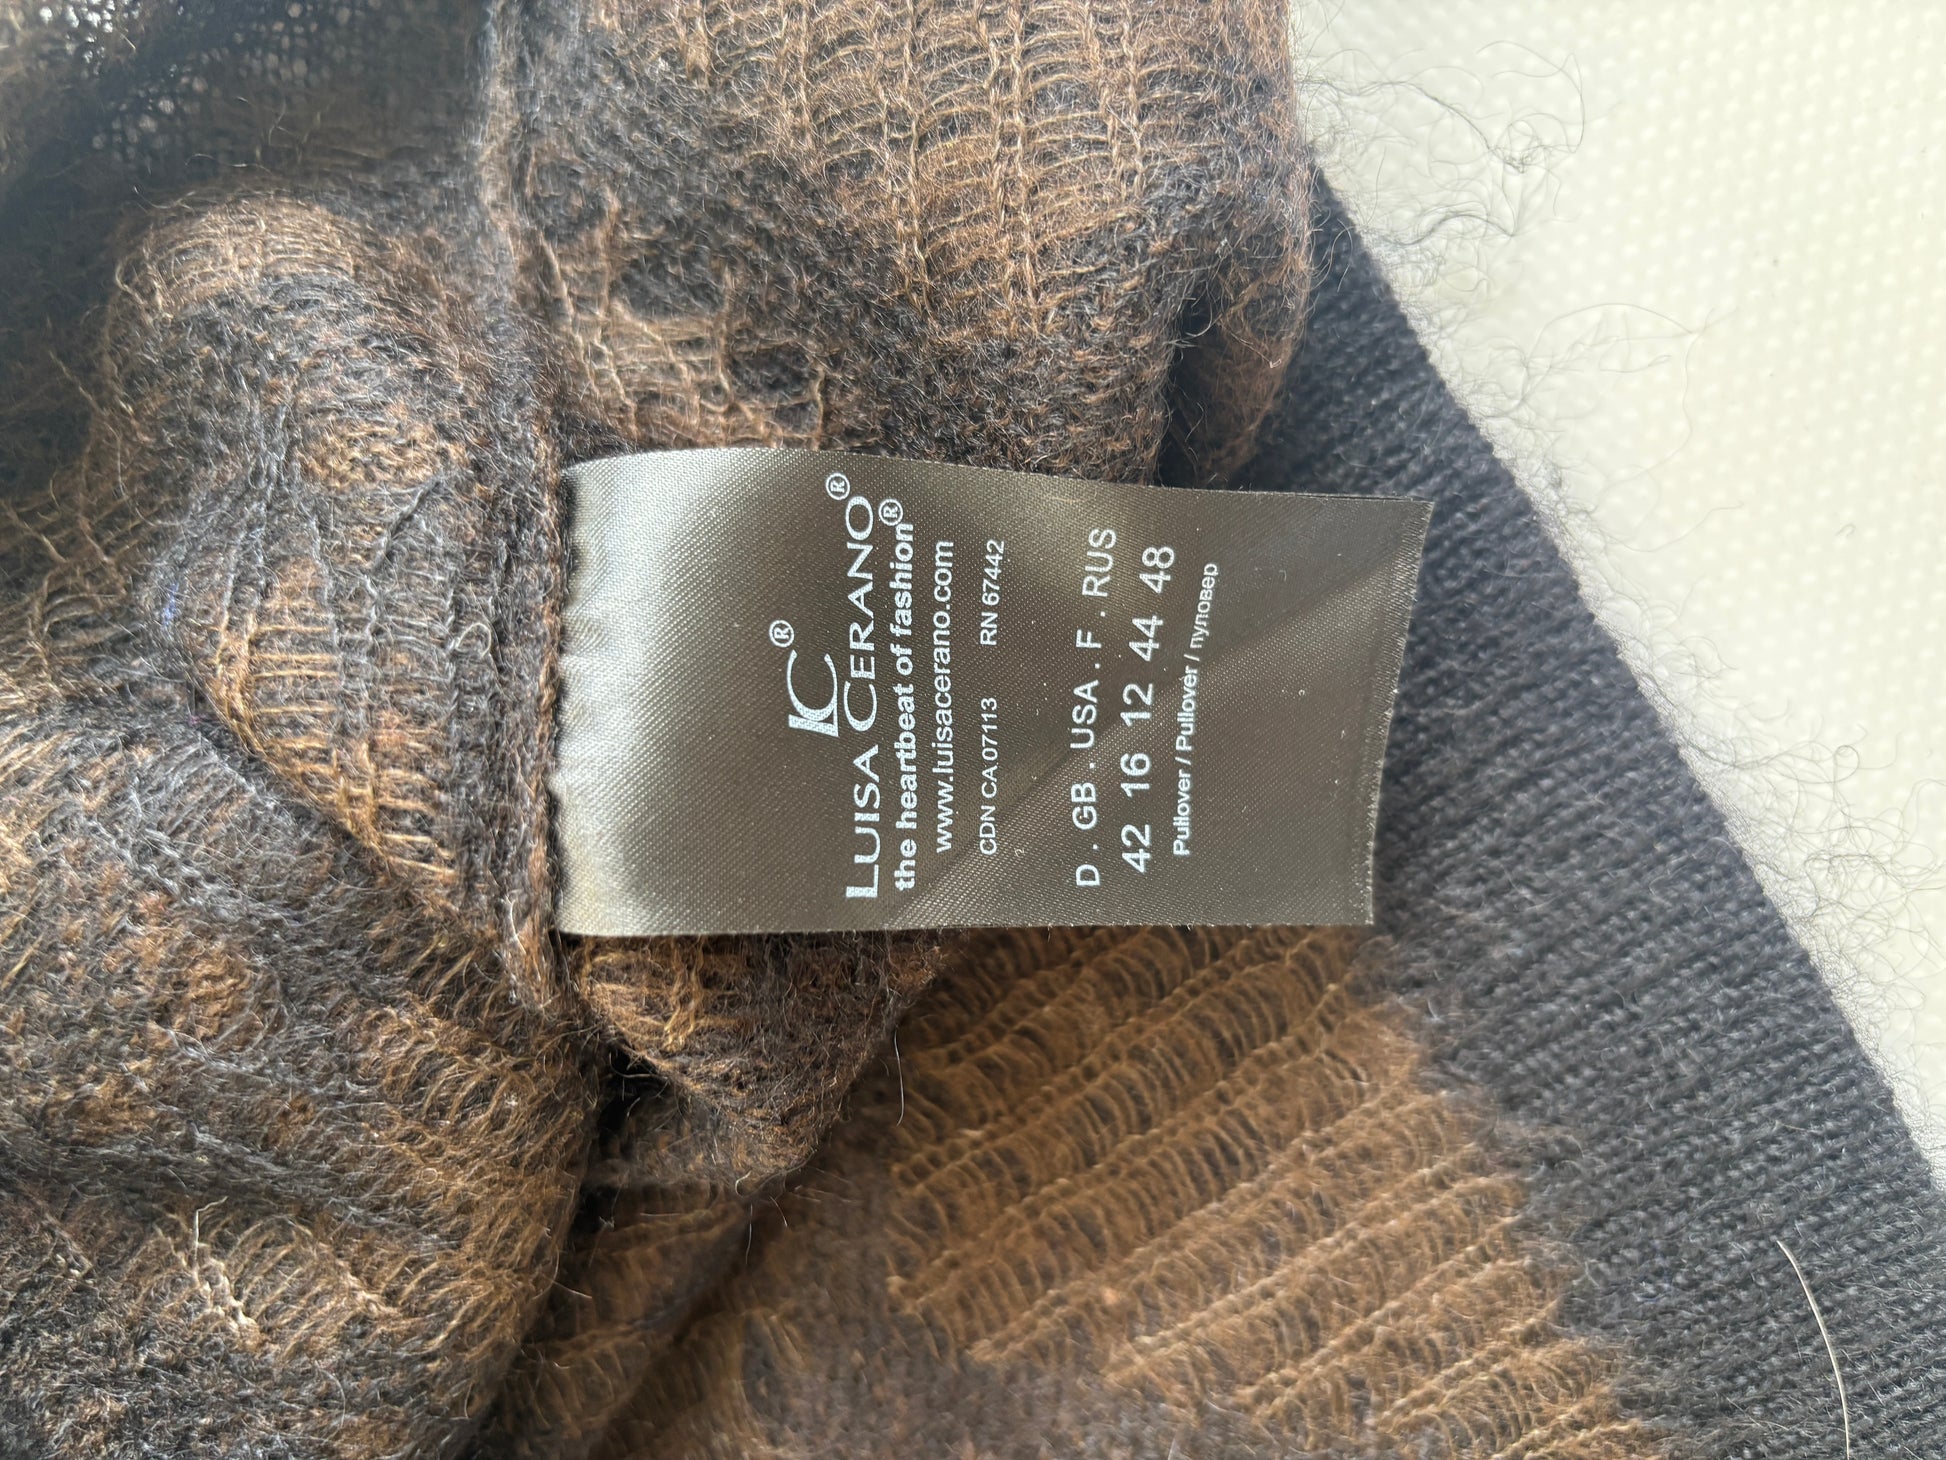 lC®
LUISA CERANO®
the heartbeat of fashion®
www.luisacerano.com
CDN CA 07113 RN 67442
D . GB . USA . F . RUS
42 16 12 44 48
Pullover / Pullover / пуловер